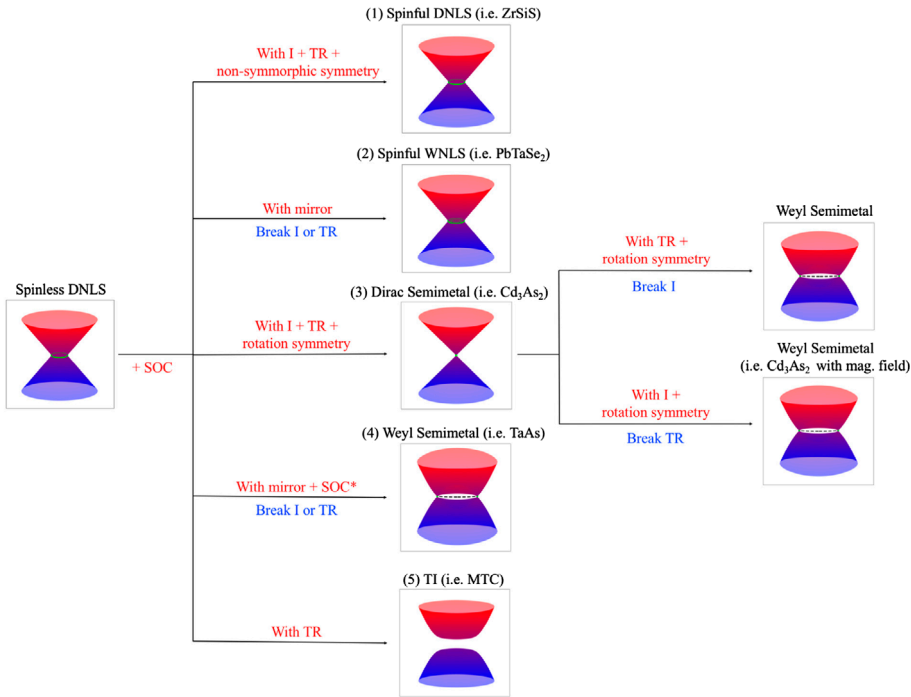 (1) Spinful DNLS (i.e. ZrSiS)
With I + TR +
non-symmorphic symmetry
(2) Spinful WNLS (i.e. PbTaSe₂)
With mirror
Break I or TR
Spinless DNLS
+ SOC
(3) Dirac Semimetal (i.e. Cd₃As₂)
With I + TR +
rotation symmetry
Weyl Semimetal
With TR +
rotation symmetry
Break I
Weyl Semimetal
(i.e. Cd₃As₂ with mag. field)
With I +
rotation symmetry
Break TR
(4) Weyl Semimetal (i.e. TaAs)
With mirror + SOC*
Break I or TR
(5) TI (i.e. MTC)
With TR